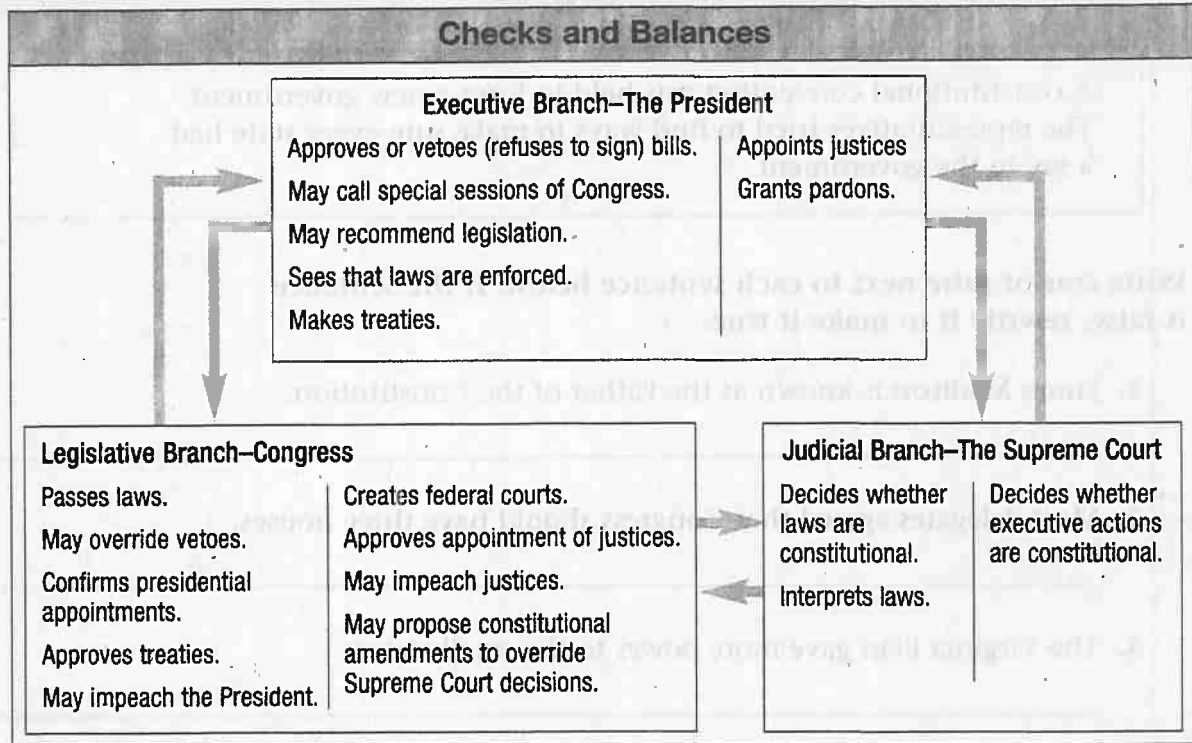 Checks and Balances
Executive Branch–The President
Approves or vetoes (refuses to sign) bills.
May call special sessions of Congress.
May recommend legislation.
Sees that laws are enforced.
Makes treaties.
Appoints justices
Grants pardons.
Legislative Branch–Congress
Passes laws.
May override vetoes.
Confirms presidential
appointments.
Approves treaties.
May impeach the President.
Creates federal courts.
Approves appointment of justices.
May impeach justices.
May propose constitutional
amendments to override
Supreme Court decisions.
Judicial Branch–The Supreme Court
Decides whether
laws are
constitutional.
Interprets laws.
Decides whether
executive actions
are constitutional.